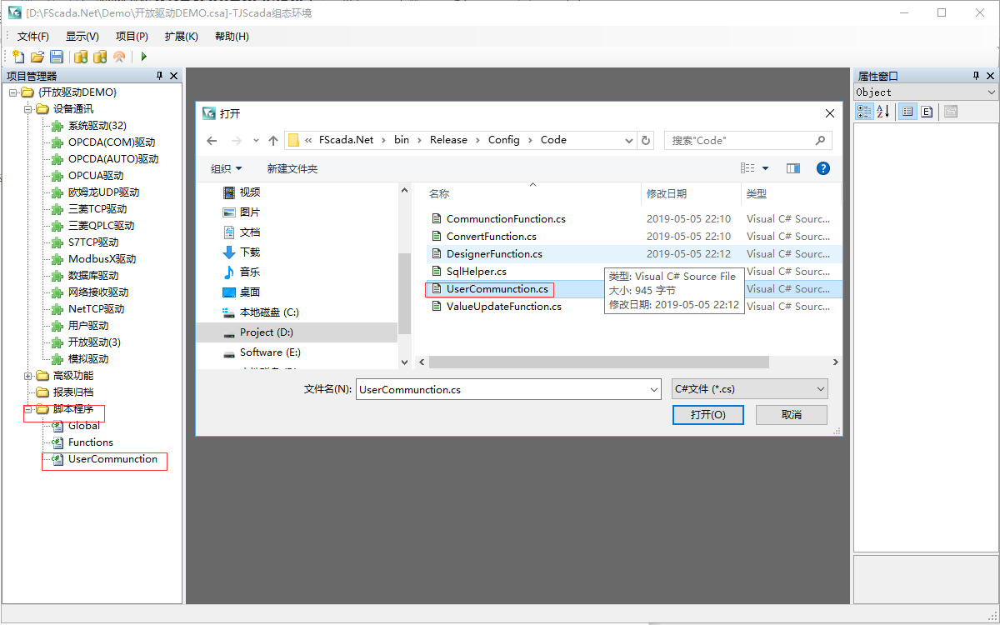 [D:\FScada.Net\Demo\开放驱动DEMO.csa]-TJScada组态环境
文件(F) 显示(V) 项目(P) 扩展(K) 帮助(H)
项目管理器
{开放驱动DEMO}
设备通讯
系统驱动(32)
OPCDA(COM)驱动
OPCDA(AUTO)驱动
OPCUA驱动
欧姆龙UDP驱动
三菱TCP驱动
三菱QPLC驱动
S7TCP驱动
ModbusX驱动
数据库驱动
网络接收驱动
NetTCP驱动
用户驱动
开放驱动(3)
模拟驱动
高级功能
报表归档
脚本程序
Global
Functions
UserCommunction
打开
« FScada.Net › bin › Release › Config › Code
搜索"Code"
组织 新建文件夹
视频
图片
文档
下载
音乐
桌面
本地磁盘 (C:)
Project (D:)
Software (E:)
名称 修改日期 类型
CommunctionFunction.cs 2019-05-05 22:10 Visual C# Sourc...
ConvertFunction.cs 2019-05-05 22:10 Visual C# Sourc...
DesignerFunction.cs 2019-05-05 22:12 Visual C# Sourc...
SqlHelper.cs Visual C# Sourc...
UserCommunction.cs Visual C# Sourc...
ValueUpdateFunction.cs Visual C# Sourc...
类型: Visual C# Source File
大小: 945 字节
修改日期: 2019-05-05 22:12
文件名(N): UserCommunction.cs C#文件 (*.cs)
打开(O) 取消
属性窗口
Object